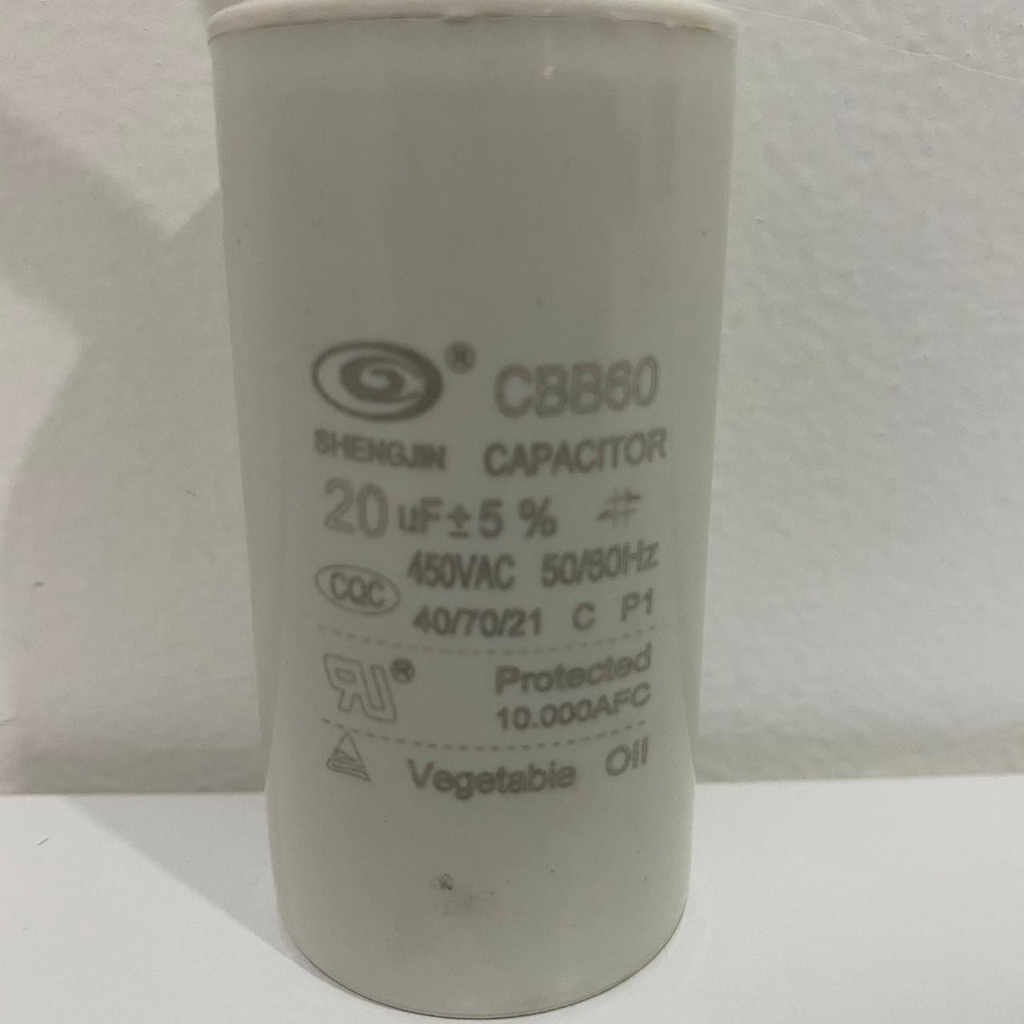 ® CBB60
SHENGJIN CAPACITOR
20 uF±5 % #
450VAC 50/60Hz
CQC
40/70/21 C P1
RU® Protected
10.000AFC
Vegetable Oil